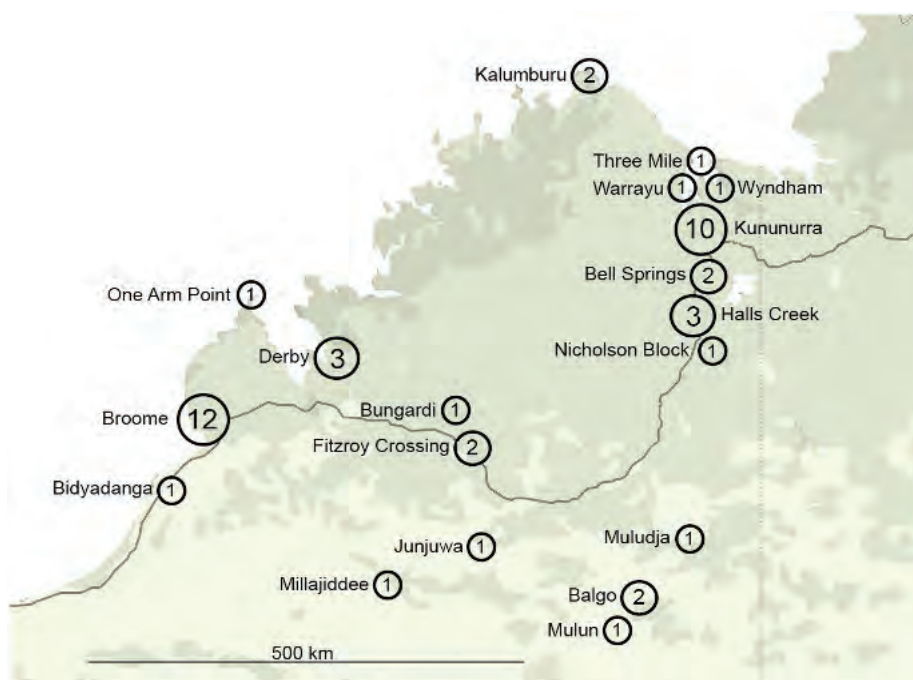 Kalumburu 2
Three Mile 1
Warrayu 1 1 Wyndham
10 Kununurra
Bell Springs 2
One Arm Point 1
3 Halls Creek
Nicholson Block 1
Derby 3
Bungardi 1
Broome 12
Fitzroy Crossing 2
Bidyadanga 1
Muludja 1
Junjuwa 1
Millajiddee 1
Balgo 2
Mulun 1
500 km